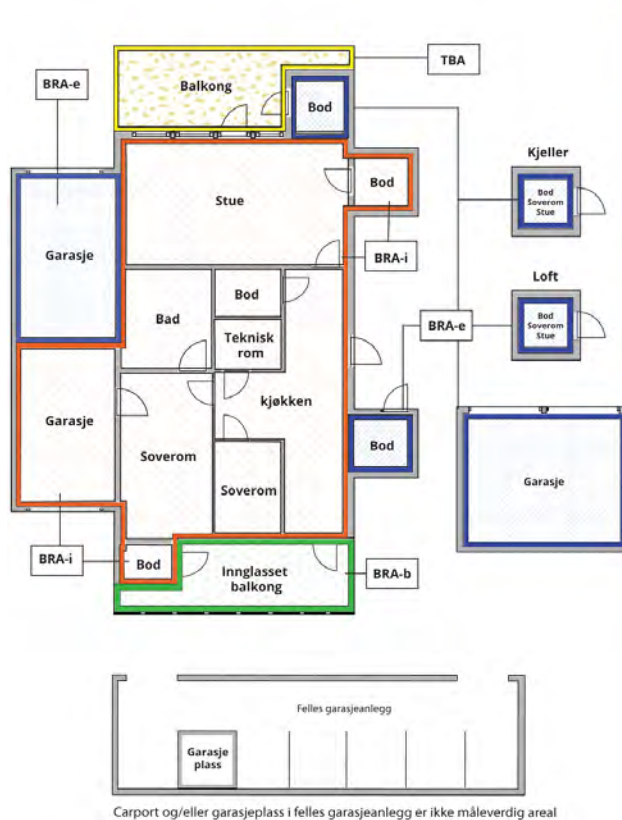 TBA
Balkong
BRA-e
Bod
Kjeller
Bod
Soverom
Stue
Stue
Bod
BRA-i
Garasje
Loft
Bod
Soverom
Stue
Bod
Bad
Teknisk
rom
BRA-e
kjøkken
Garasje
Bod
Soverom
Soverom
Garasje
BRA-i
Bod
Innglasset
balkong
BRA-b
Felles garasjeanlegg
Garasje
plass
Carport og/eller garasjeplass i felles garasjeanlegg er ikke måleverdig areal